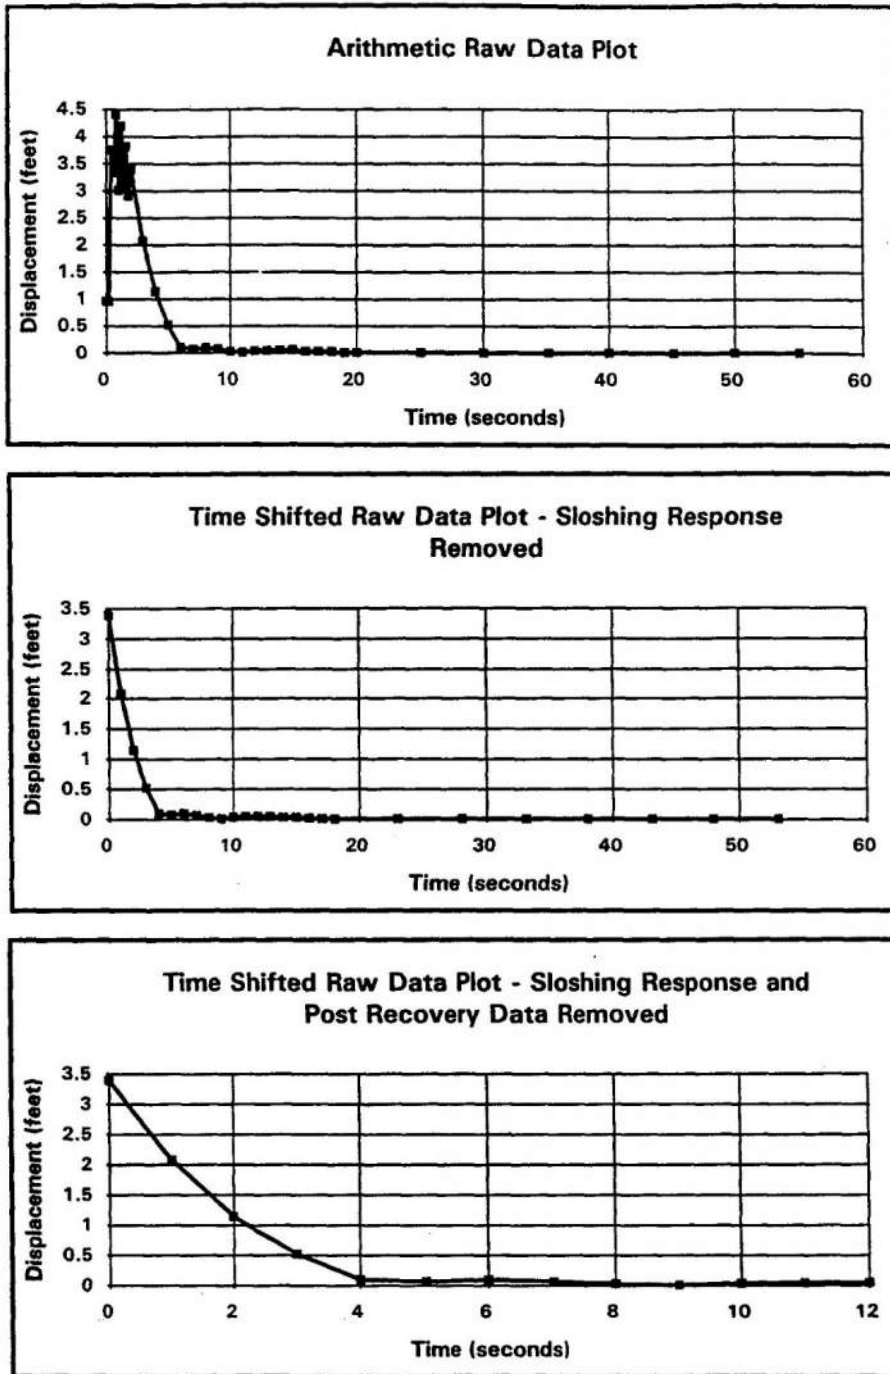 Arithmetic Raw Data Plot
Displacement (feet)
4.5
4
3.5
3
2.5
2
1.5
1
0.5
0
0 10 20 30 40 50 60
Time (seconds)
Time Shifted Raw Data Plot - Sloshing Response
Removed
Displacement (feet)
3.5
3
2.5
2
1.5
1
0.5
0
0 10 20 30 40 50 60
Time (seconds)
Time Shifted Raw Data Plot - Sloshing Response and
Post Recovery Data Removed
Displacement (feet)
3.5
3
2.5
2
1.5
1
0.5
0
0 2 4 6 8 10 12
Time (seconds)